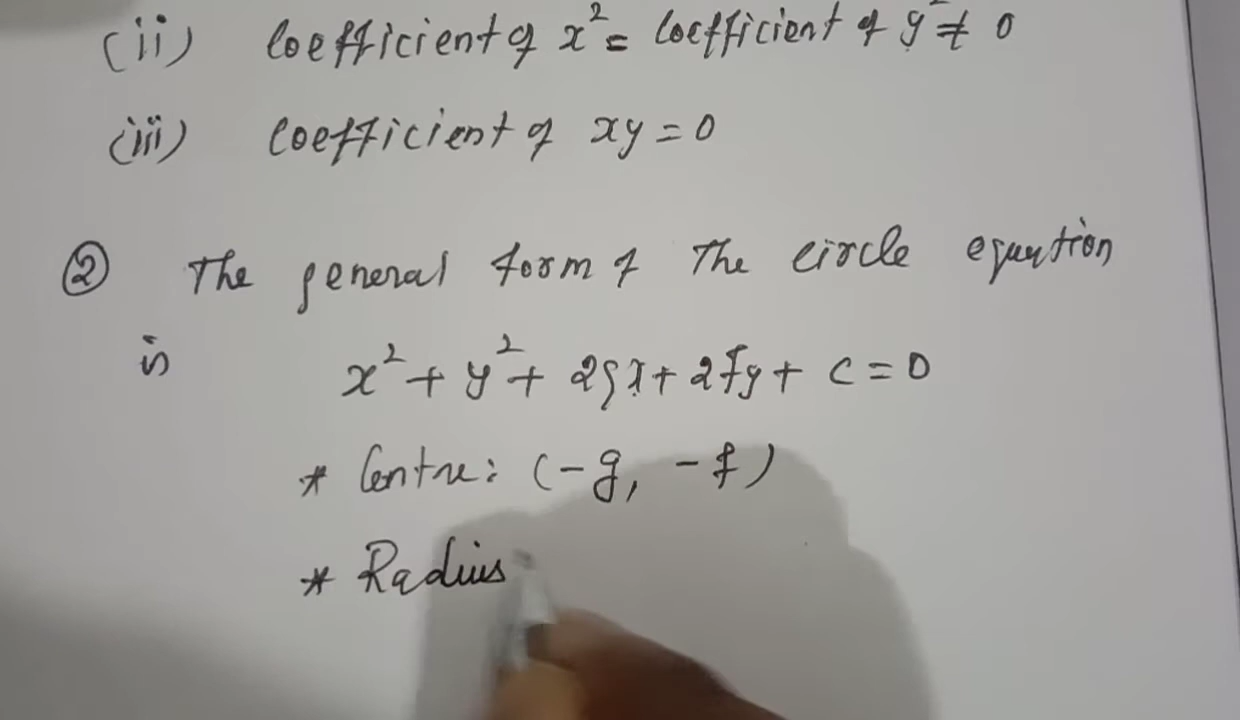 (ii) Coefficient of x² = Coefficient of y² ≠ 0
(iii) Coefficient of xy = 0
② The general form of The circle equation
is x² + y² + 2gx + 2fy + c = 0
* Centre: (-g, -f)
* Radius